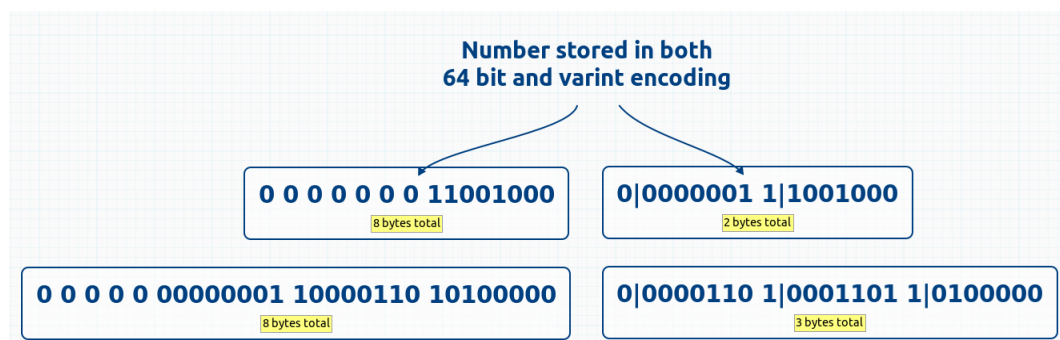 Number stored in both
64 bit and varint encoding
0 0 0 0 0 0 0 11001000
8 bytes total
0|0000001 1|1001000
2 bytes total
0 0 0 0 0 00000001 10000110 10100000
8 bytes total
0|0000110 1|0001101 1|0100000
3 bytes total